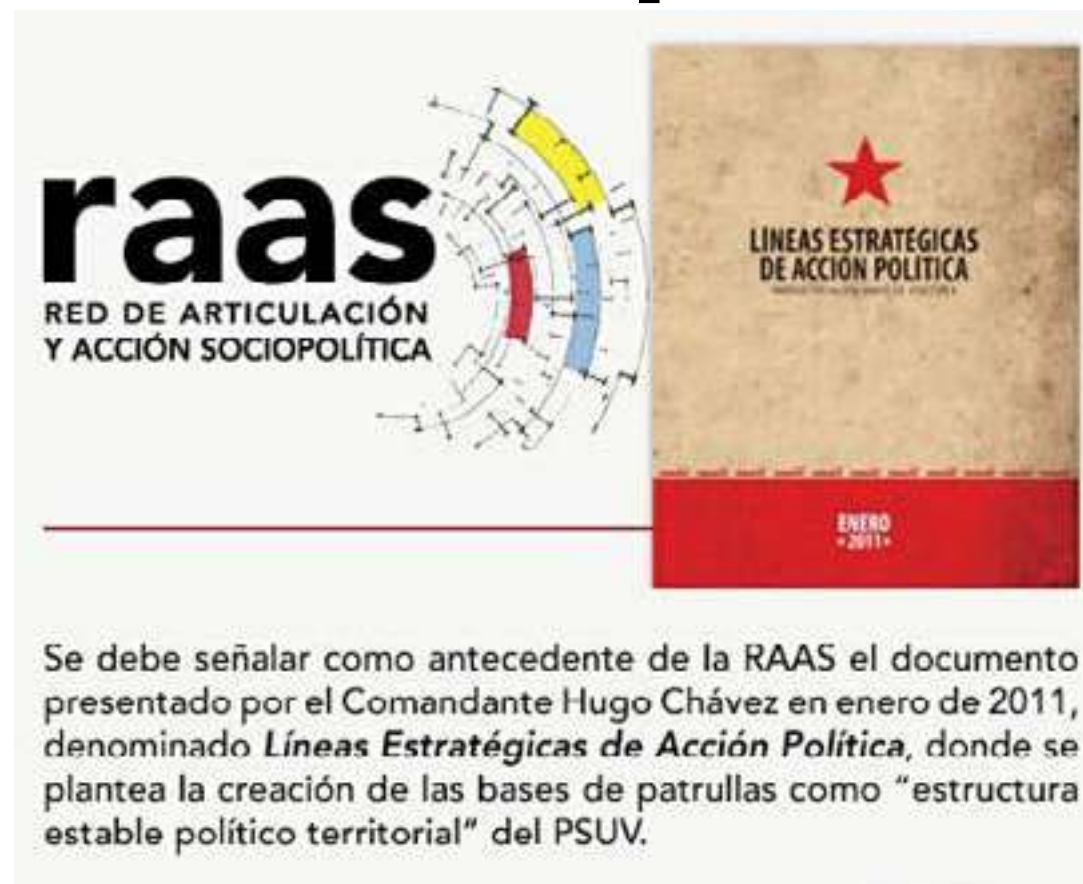 raas
RED DE ARTICULACIÓN
Y ACCIÓN SOCIOPOLÍTICA
LÍNEAS ESTRATÉGICAS
DE ACCIÓN POLÍTICA
ENERO
• 2011 •
Se debe señalar como antecedente de la RAAS el documento
presentado por el Comandante Hugo Chávez en enero de 2011,
denominado Líneas Estratégicas de Acción Política, donde se
plantea la creación de las bases de patrullas como “estructura
estable político territorial” del PSUV.